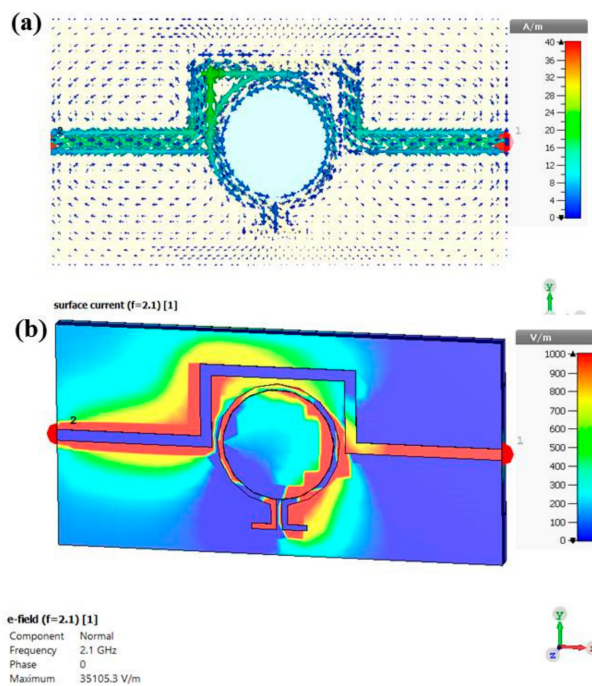 (a)
A/m
40
36
32
28
24
20
16
12
8
4
0
2
1
y
surface current (f=2.1) [1]
(b)
V/m
1000
900
800
700
600
500
400
300
200
100
0
2
1
e-field (f=2.1) [1]
Component Normal
Frequency 2.1 GHz
Phase 0
Maximum 35105.3 V/m
y
z
x